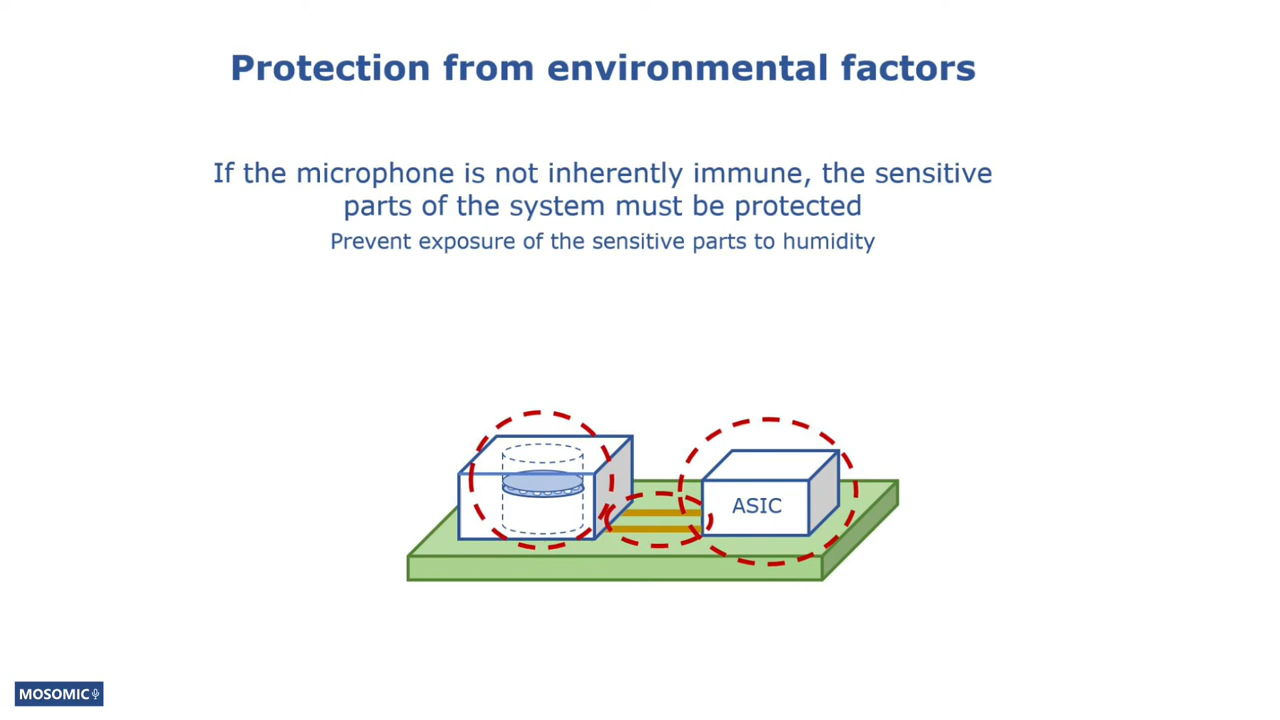 Protection from environmental factors
If the microphone is not inherently immune, the sensitive
parts of the system must be protected
Prevent exposure of the sensitive parts to humidity
ASIC
MOSOMIC